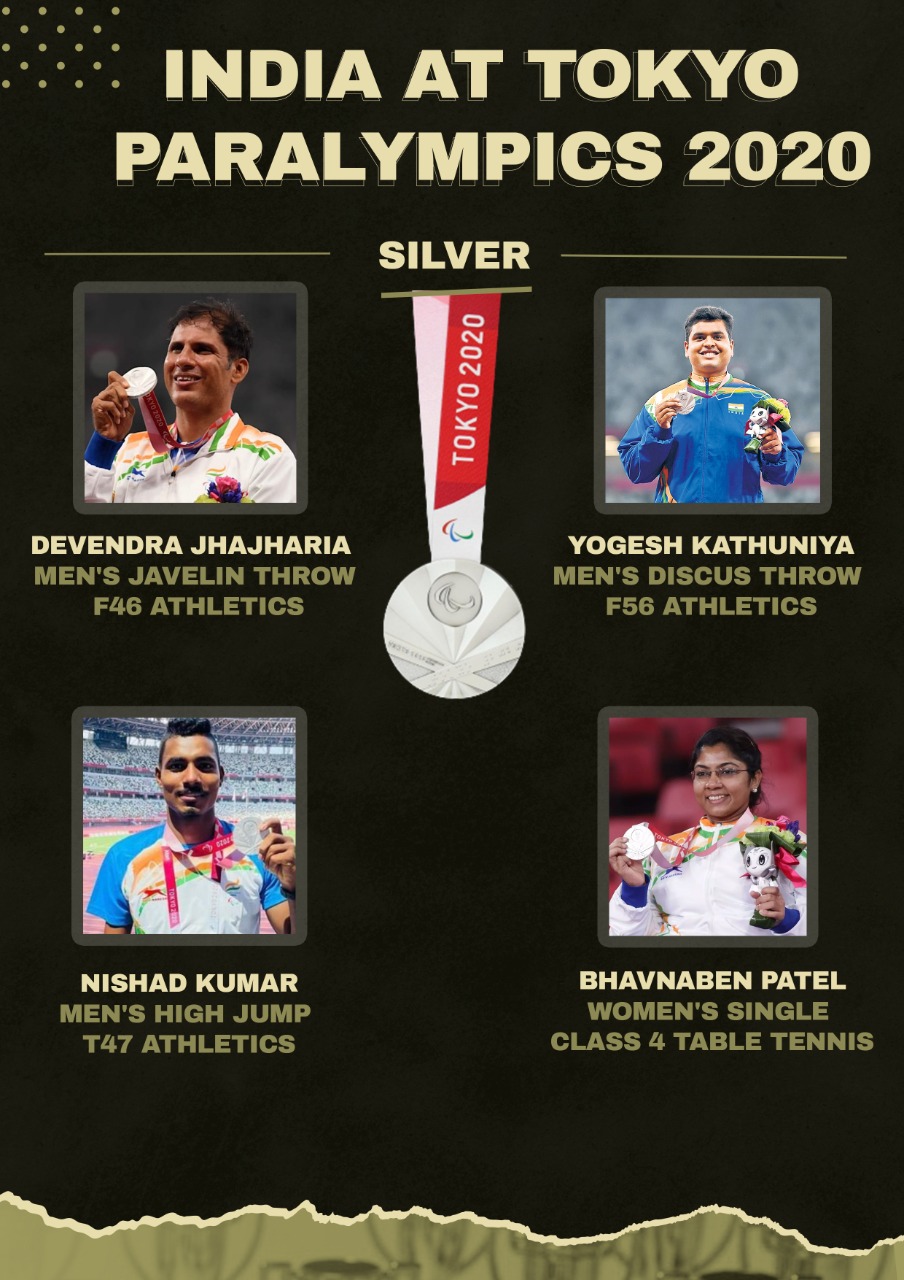 INDIA AT TOKYO
PARALYMPICS 2020
SILVER
TOKYO 2020
DEVENDRA JHAJHARIA
MEN'S JAVELIN THROW
F46 ATHLETICS
YOGESH KATHUNIYA
MEN'S DISCUS THROW
F56 ATHLETICS
NISHAD KUMAR
MEN'S HIGH JUMP
T47 ATHLETICS
BHAVNABEN PATEL
WOMEN'S SINGLE
CLASS 4 TABLE TENNIS